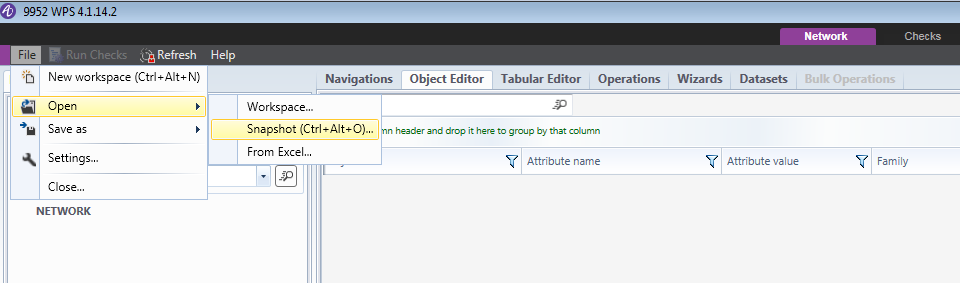 9952 WPS 4.1.14.2
Network Checks
File Run Checks Refresh Help
New workspace (Ctrl+Alt+N)
Open
Save as
Settings...
Close...
Workspace...
Snapshot (Ctrl+Alt+O)...
From Excel...
NETWORK
Navigations Object Editor Tabular Editor Operations Wizards Datasets Bulk Operations
header and drop it here to group by that column
Attribute name Attribute value Family